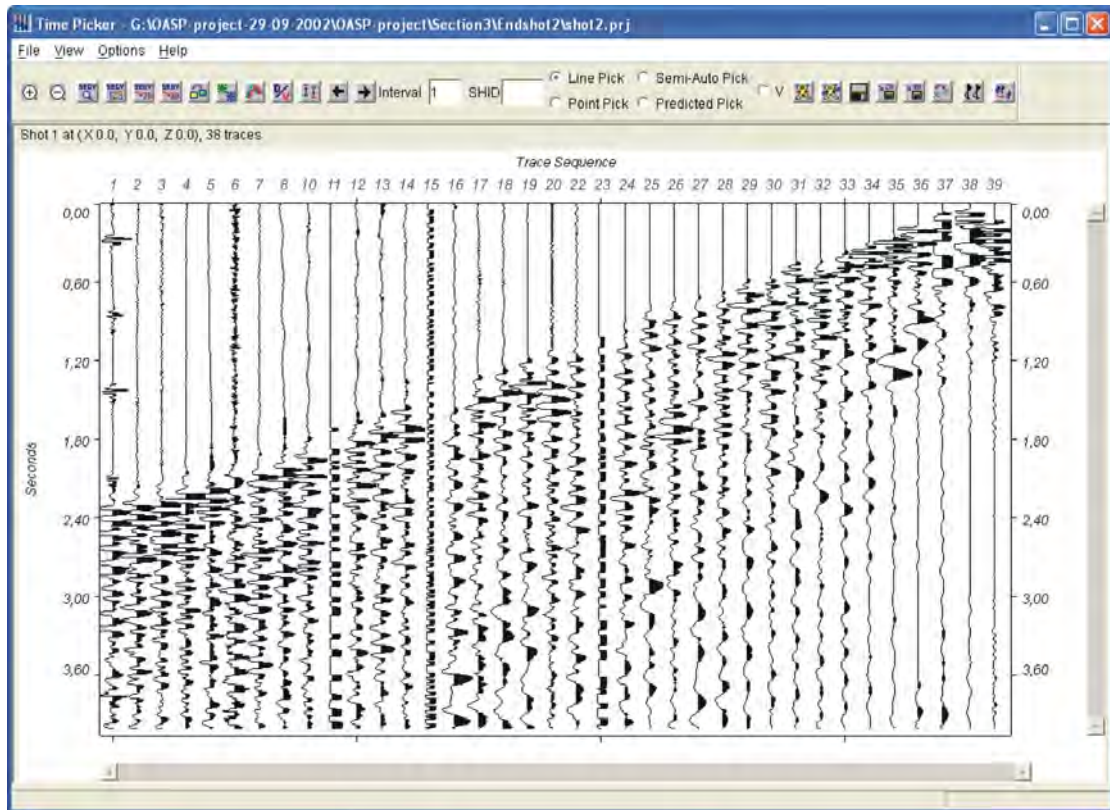 Time Picker - G:\OASP-project-29-09-2002\OASP-project\Section3\Endshot2\shot2.prj
File View Options Help
Interval 1 SHID Line Pick Semi-Auto Pick V
Point Pick Predicted Pick
Shot 1 at (X 0.0, Y 0.0, Z 0.0), 38 traces
Trace Sequence
1 2 3 4 5 6 7 8 10 11 12 13 14 15 16 17 18 19 20 22 23 24 25 26 27 28 29 30 31 32 33 34 35 36 37 38 39
0,00 0,00
0,60 0,60
1,20 1,20
1,80 1,80
Seconds
2,40 2,40
3,00 3,00
3,60 3,60